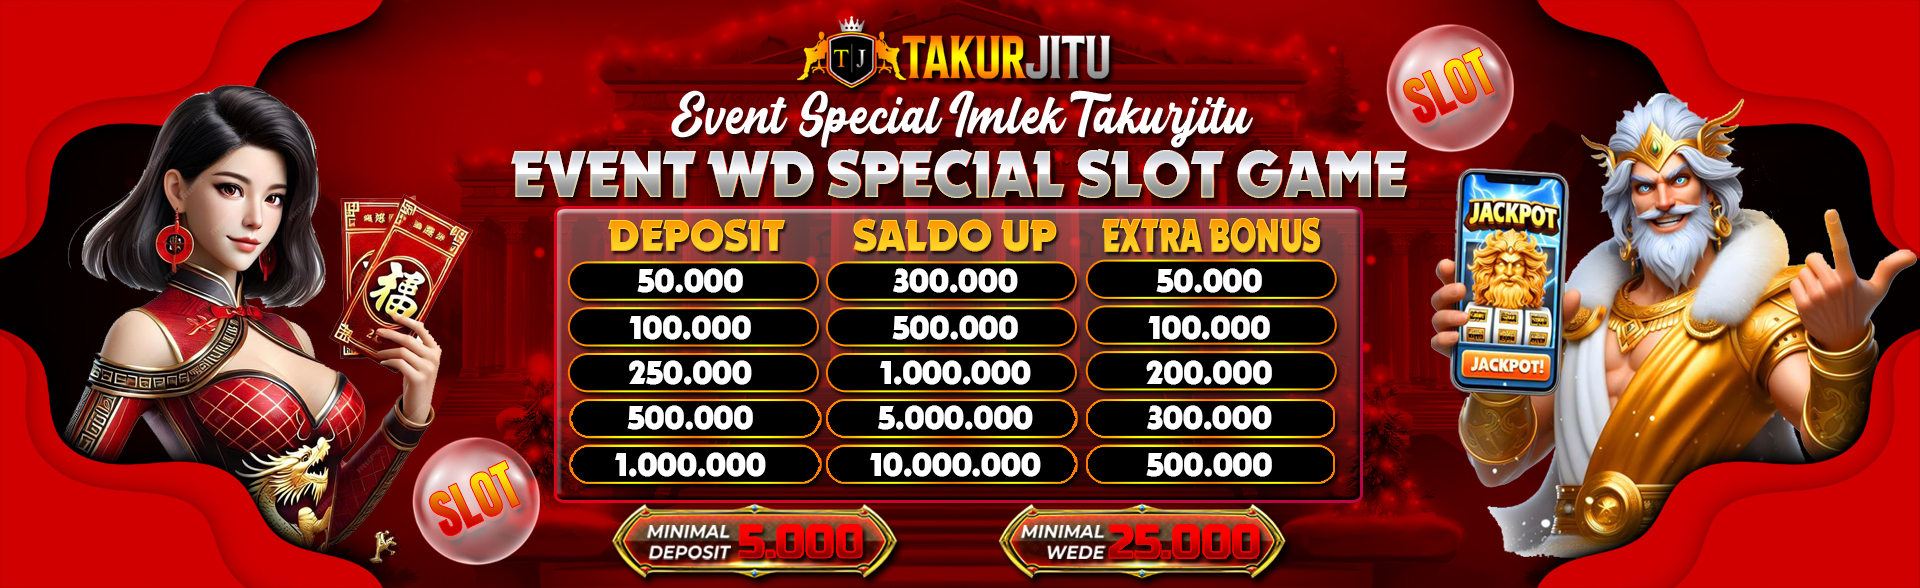 T J TAKURJITU
Event Special Imlek Takurjitu
EVENT WD SPECIAL SLOT GAME
SLOT
DEPOSIT SALDO UP EXTRA BONUS
50.000 300.000 50.000
100.000 500.000 100.000
250.000 1.000.000 200.000
500.000 5.000.000 300.000
1.000.000 10.000.000 500.000
MINIMAL DEPOSIT 5.000
MINIMAL WEDE 25.000
SLOT
福
JACKPOT
JACKPOT!